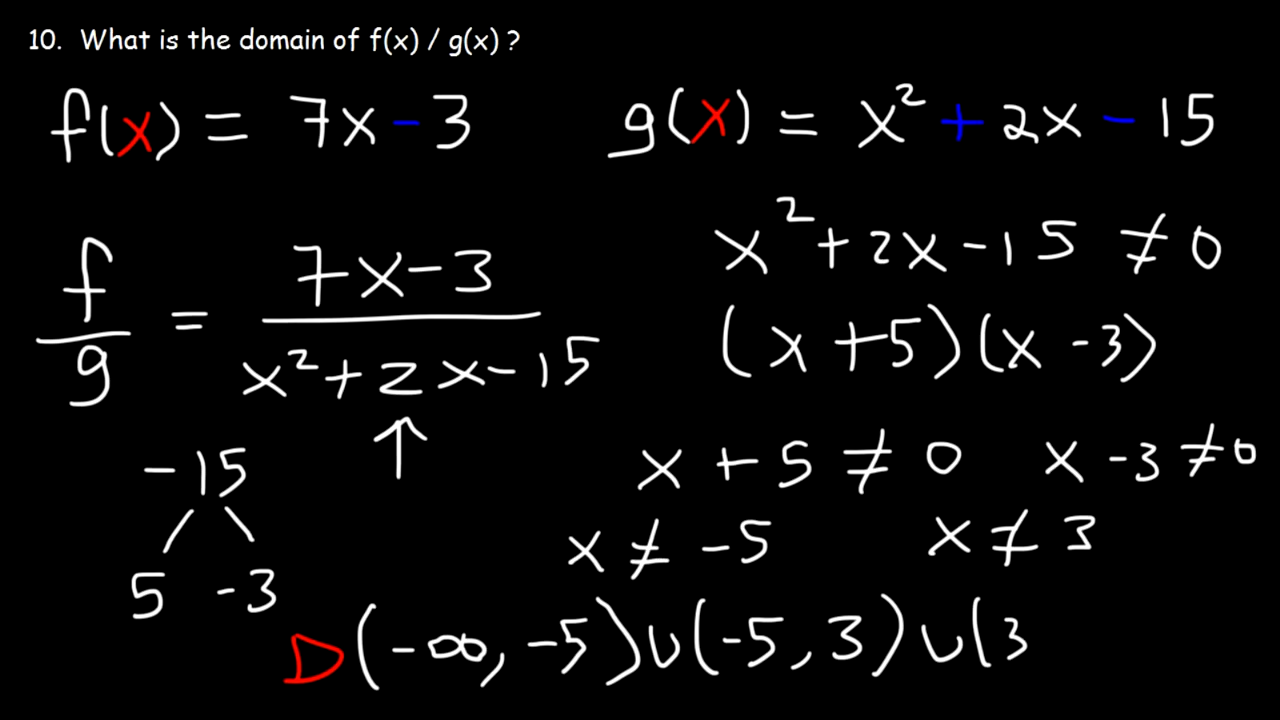 10. What is the domain of f(x) / g(x) ?
f(x) = 7x - 3
g(x) = x² + 2x - 15
f/g = (7x-3)/(x²+2x-15)
x² + 2x - 15 ≠ 0
(x+5)(x-3)
↑
-15
5 -3
x + 5 ≠ 0 x - 3 ≠ 0
x ≠ -5 x ≠ 3
D (-∞, -5) ∪ (-5, 3) ∪ (3